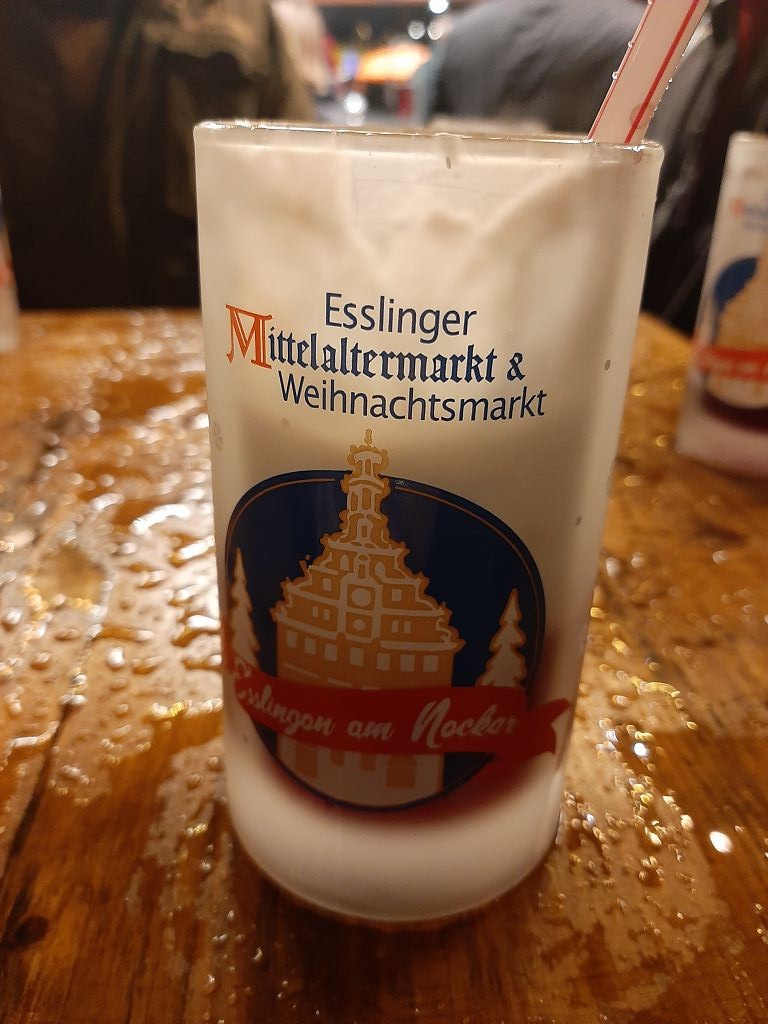 Esslinger
Mittelaltermarkt &
Weihnachtsmarkt
Esslingen am Neckar